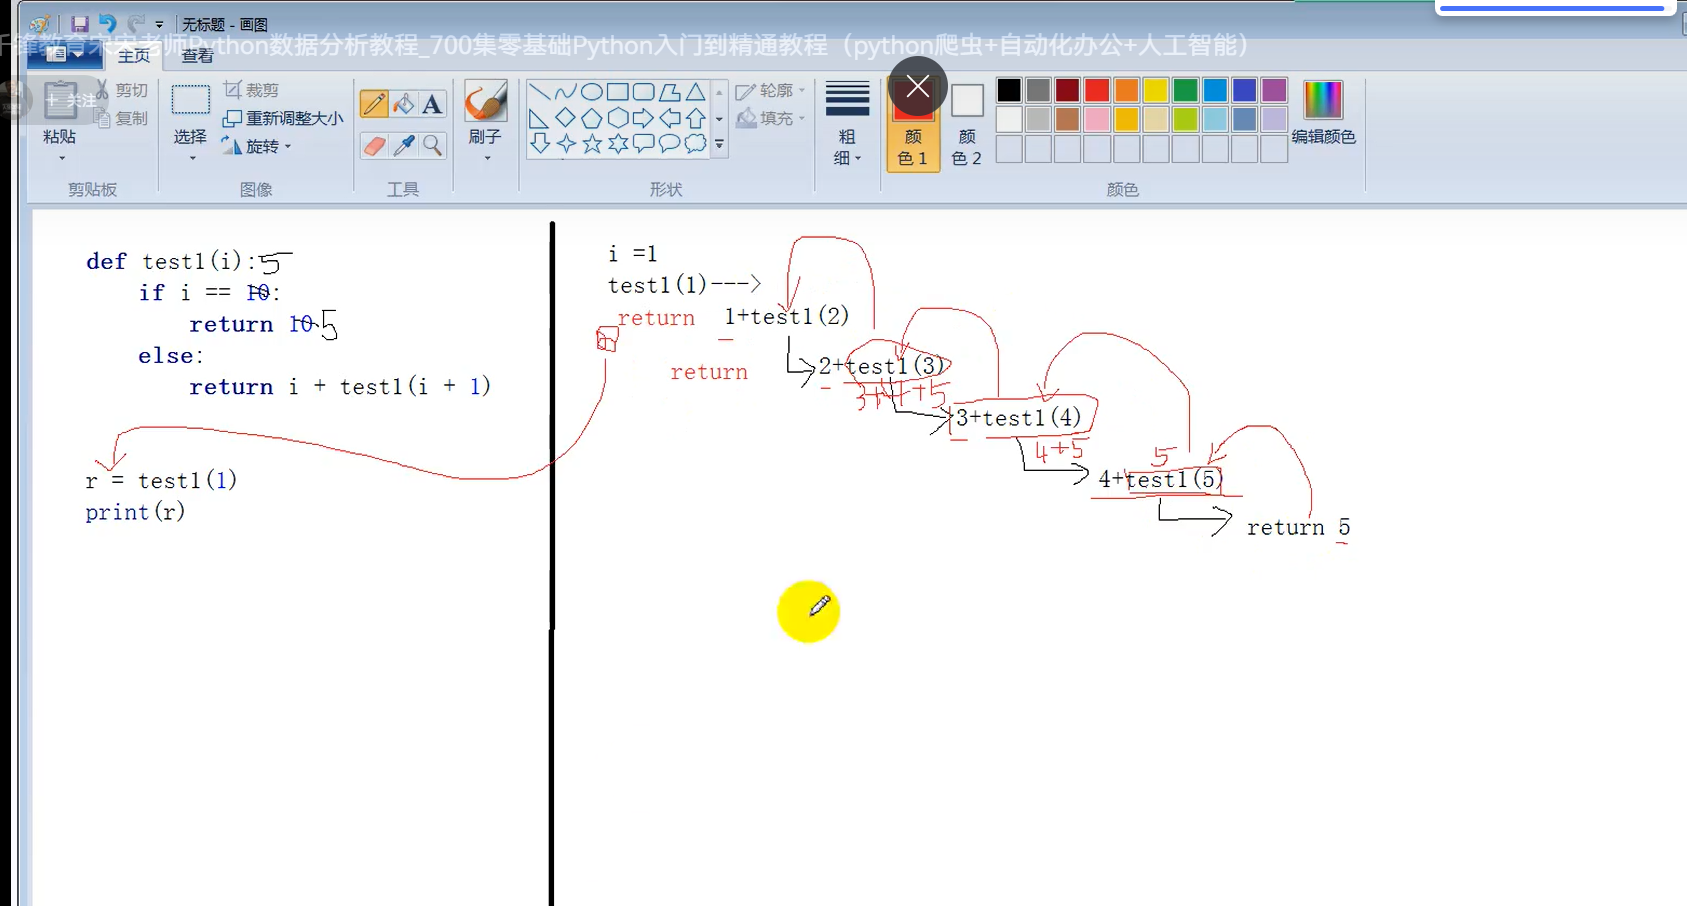 无标题 - 画图
千锋教育宋宋老师Python数据分析教程_700集零基础Python入门到精通教程（python爬虫+自动化办公+人工智能）
主页 查看
+ 关注
粘贴
剪切
复制
剪贴板
选择
裁剪
重新调整大小
旋转
图像
A
工具
刷子
轮廓
填充
形状
粗细
颜色 1
颜色 2
编辑颜色
颜色
def test1(i): 5
if i == 10:
return 10 5
else:
return i + test1(i + 1)
r = test1(1)
print(r)
i =1
test1(1)--->
return 1+test1(2)
return 2+test1(3)
3+4+5
3+test1(4)
4+5
5
4+test1(5)
return 5